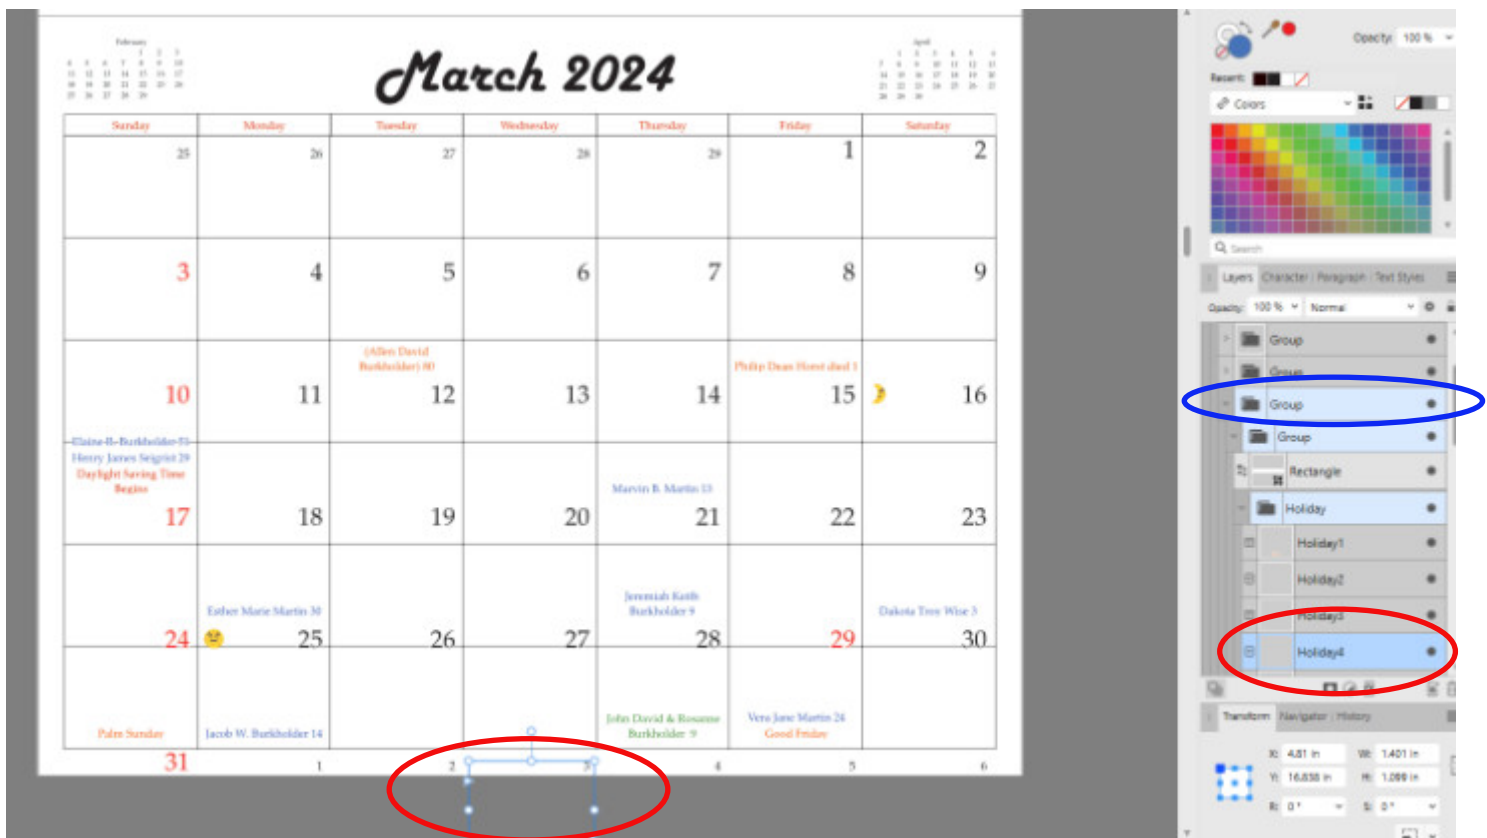 February
April
March 2024
Sunday Monday Tuesday Wednesday Thursday Friday Saturday
25 26 27 28 29 1 2
3 4 5 6 7 8 9
(Allen David
Burkholder) 80
Philip Dean Horst died 1
10 11 12 13 14 15 16
Elaine R. Burkholder
Henry James Seigrist 29
Daylight Saving Time
Begins
Marvin B. Martin 13
17 18 19 20 21 22 23
Esther Marie Martin 30
Jeremiah Keith
Burkholder 9
Dakota Troy Wise 3
24 25 26 27 28 29 30
Palm Sunday
Jacob W. Burkholder 14
John David & Rosanne
Burkholder 9
Vera Jane Martin 24
Good Friday
31 1 2 3 4 5 6
Opacity: 100 %
Recent:
Colors
Search
Layers Character Paragraph Text Styles
Opacity: 100 % Normal
Group
Group
Group
Group
Rectangle
Holiday
Holiday1
Holiday2
Holiday3
Holiday4
Transform Navigator History
X: 4.81 in W: 1.401 in
Y: 16.838 in H: 1.099 in
R: 0° S: 0°